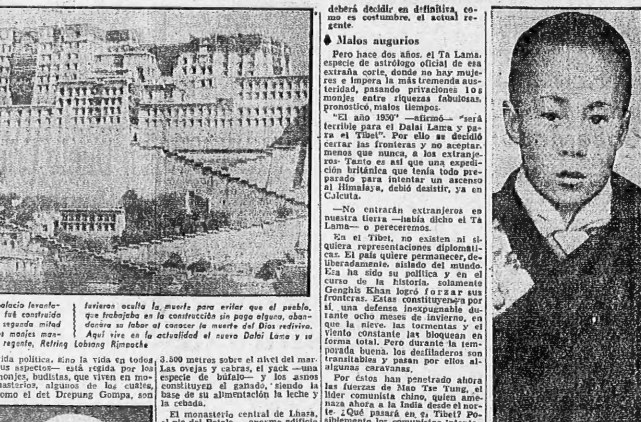 deberá decidir en definitiva, co-
mo es costumbre, el actual re-
gente.
Malos augurios
Pero hace dos años, el Ta Lama,
especie de astrólogo oficial de esa
extraña corte, donde no hay muje-
res e impera la más tremenda aus-
teridad, pasando privaciones los
monjes entre riquezas fabulosas,
pronosticó, malos tiempos.
"El año 1950" —afirmó— "será
terrible para el Dalai Lama y pa-
ra el Tibet". Por ello se decidió
cerrar las fronteras y no aceptar,
menos que nunca, a los extranje-
ros. Tanto es así que una expedi-
ción británica que tenía todo pre-
parado para intentar un ascenso
al Himalaya, debió desistir, ya en
Calcuta.
—No entrarán extranjeros en
nuestra tierra —había dicho el Ta
Lama— o pereceremos.
En el Tibet, no existen ni si-
quiera representaciones diplomáti-
cas. El país quiere permanecer, de-
liberadamente, aislado del mundo.
Esa ha sido su política y en el
curso de la historia, solamente
Genghis Khan logró forzar sus
fronteras. Estas constituyen, por
sí, una defensa inexpugnable du-
rante ocho meses de invierno, en
que la nieve, las tormentas y el
viento constante las bloquean en
forma total. Pero durante la tem-
porada buena, los desfiladeros son
transitables y pasan por ellos al-
gunas caravanas.
Por éstos han penetrado ahora
las fuerzas de Mao Tse Tung, el
líder comunista chino, quien ame-
naza ahora a la India desde el nor-
te. ¿Qué pasará en el Tibet? Po-
siblemente los comunistas
palacio levanta-
fué construido
segunda mitad
s monjes man-
tuvieron oculta la muerte para evitar que el pueblo,
que trabajaba en la construcción sin paga alguna, aban-
donara su labor al conocer la muerte del Dios redivivo.
Aquí vive en la actualidad el nuevo Dalai Lama y su
regente, Retring Lobsang Rimpoche
ida política, sino la vida en todos
us aspectos— está regida por los
monjes, budistas, que viven en mo-
nasterios, algunos de los cuales,
omo el del Drepung Gompa, son
3.500 metros sobre el nivel del mar.
Las ovejas y cabras, el yack —una
especie de búfalo— y los asnos
constituyen el ganado, siendo la
base de su alimentación la leche y
la cebada.
El monasterio central de Lhasa,